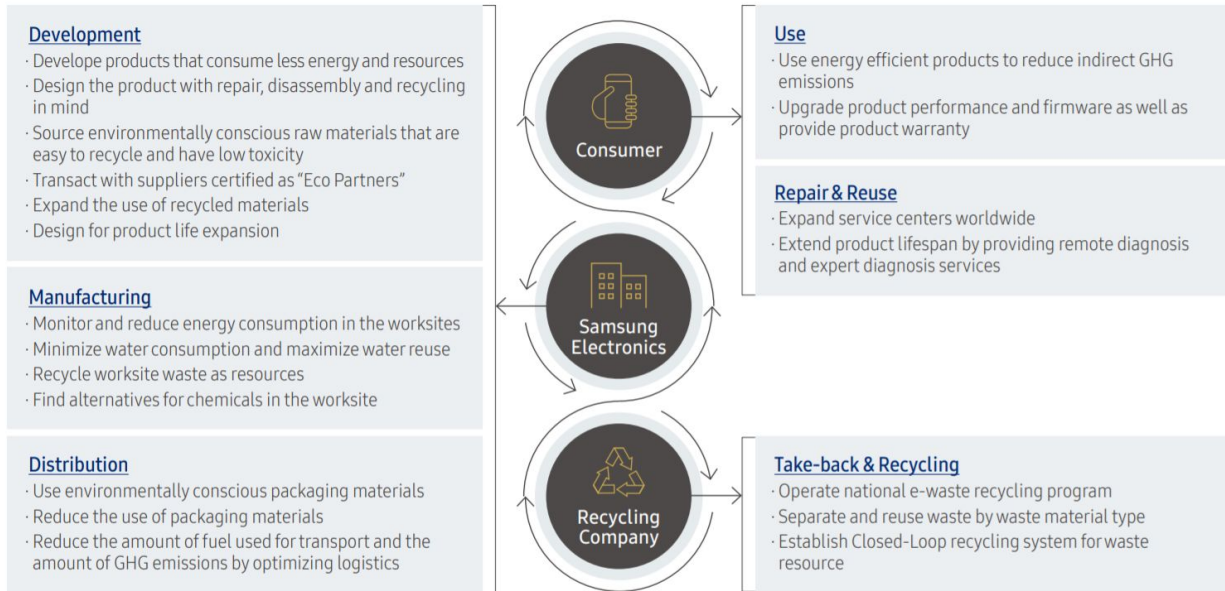 Development
· Develope products that consume less energy and resources
· Design the product with repair, disassembly and recycling
in mind
· Source environmentally conscious raw materials that are
easy to recycle and have low toxicity
· Transact with suppliers certified as “Eco Partners”
· Expand the use of recycled materials
· Design for product life expansion
Manufacturing
· Monitor and reduce energy consumption in the worksites
· Minimize water consumption and maximize water reuse
· Recycle worksite waste as resources
· Find alternatives for chemicals in the worksite
Distribution
· Use environmentally conscious packaging materials
· Reduce the use of packaging materials
· Reduce the amount of fuel used for transport and the
amount of GHG emissions by optimizing logistics
Consumer
Samsung
Electronics
Recycling
Company
Use
· Use energy efficient products to reduce indirect GHG
emissions
· Upgrade product performance and firmware as well as
provide product warranty
Repair & Reuse
· Expand service centers worldwide
· Extend product lifespan by providing remote diagnosis
and expert diagnosis services
Take-back & Recycling
· Operate national e-waste recycling program
· Separate and reuse waste by waste material type
· Establish Closed-Loop recycling system for waste
resource